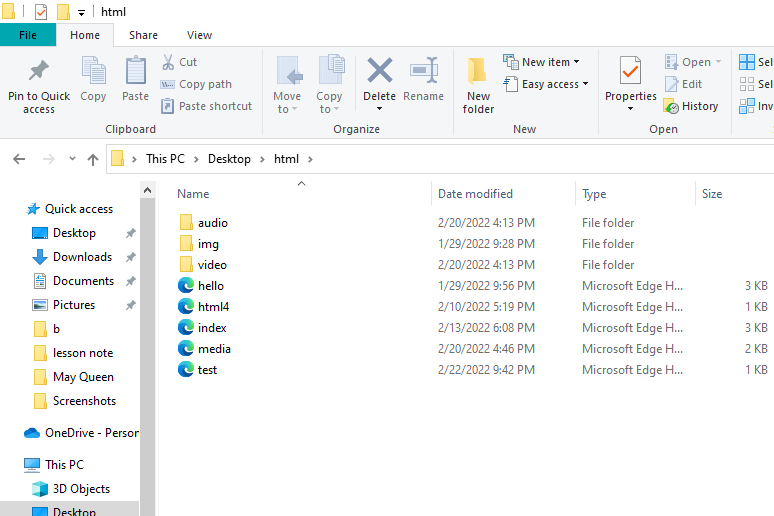 html
File Home Share View
Pin to Quick access
Copy
Paste
Cut
Copy path
Paste shortcut
Clipboard
Move to
Copy to
Delete
Rename
Organize
New folder
New item
Easy access
New
Properties
Open
Edit
History
Open
Sel
Sel
Inv
This PC > Desktop > html >
Name Date modified Type Size
audio 2/20/2022 4:13 PM File folder
img 1/29/2022 9:28 PM File folder
video 2/20/2022 4:13 PM File folder
hello 1/29/2022 9:56 PM Microsoft Edge H... 3 KB
html4 2/10/2022 5:19 PM Microsoft Edge H... 1 KB
index 2/13/2022 6:08 PM Microsoft Edge H... 3 KB
media 2/20/2022 4:46 PM Microsoft Edge H... 2 KB
test 2/22/2022 9:42 PM Microsoft Edge H... 1 KB
Quick access
Desktop
Downloads
Documents
Pictures
b
lesson note
May Queen
Screenshots
OneDrive - Person
This PC
3D Objects
Desktop